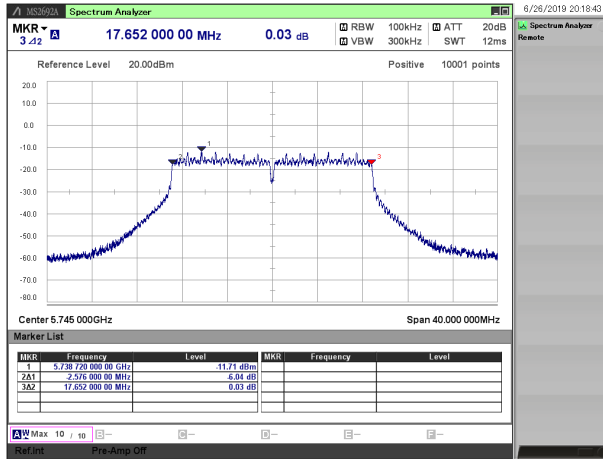 MS2692A Spectrum Analyzer
6/26/2019 20:18:43
MKR 3Δ2 A 17.652 000 00 MHz 0.03 dB
A RBW 100kHz A ATT 20dB
A VBW 300kHz SWT 12ms
Spectrum Analyzer
Remote
Reference Level 20.00dBm Positive 10001 points
20.0
10.0
0.0
-10.0
-20.0
-30.0
-40.0
-50.0
-60.0
-70.0
-80.0
2 1 3
Center 5.745 000GHz Span 40.000 000MHz
Marker List
MKR Frequency Level MKR Frequency Level
1 5.738 720 000 00 GHz -11.71 dBm
2Δ1 -2.576 000 00 MHz -6.04 dB
3Δ2 17.652 000 00 MHz 0.03 dB
A W Max 10 / 10 B— C— D— E— F—
Ref.Int Pre-Amp Off